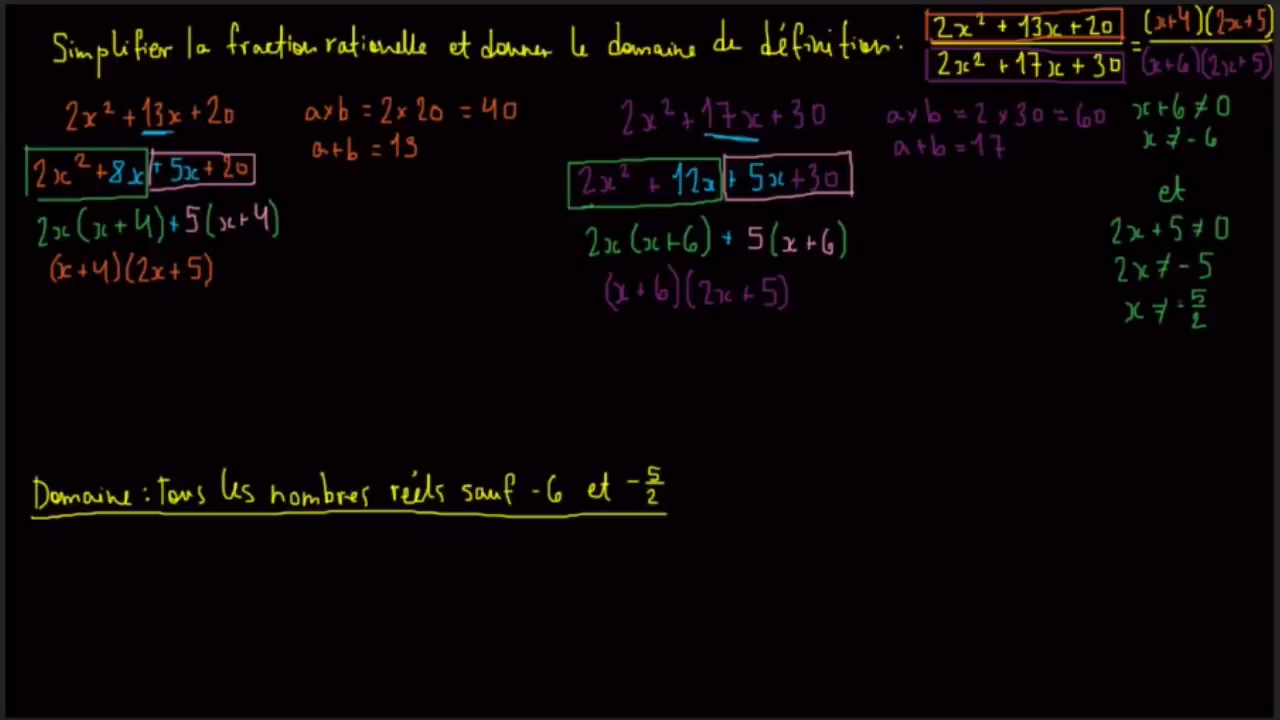 Simplifier la fraction rationelle et donner le domaine de définition : (2x² + 13x + 20)/(2x² + 17x + 30) = (x+4)(2x+5)/(x+6)(2x+5)
2x² + 13x + 20
2x² + 8x + 5x + 20
2x(x + 4) + 5(x+4)
(x+4)(2x+5)
a×b = 2×20 = 40
a+b = 13
2x² + 17x + 30
2x² + 12x + 5x + 30
2x(x+6) + 5(x+6)
(x+6)(2x+5)
a×b = 2×30 = 60
a+b = 17
x+6 ≠ 0
x ≠ -6
et
2x + 5 ≠ 0
2x ≠ -5
x ≠ -5/2
Domaine : Tous les nombres réels sauf -6 et -5/2